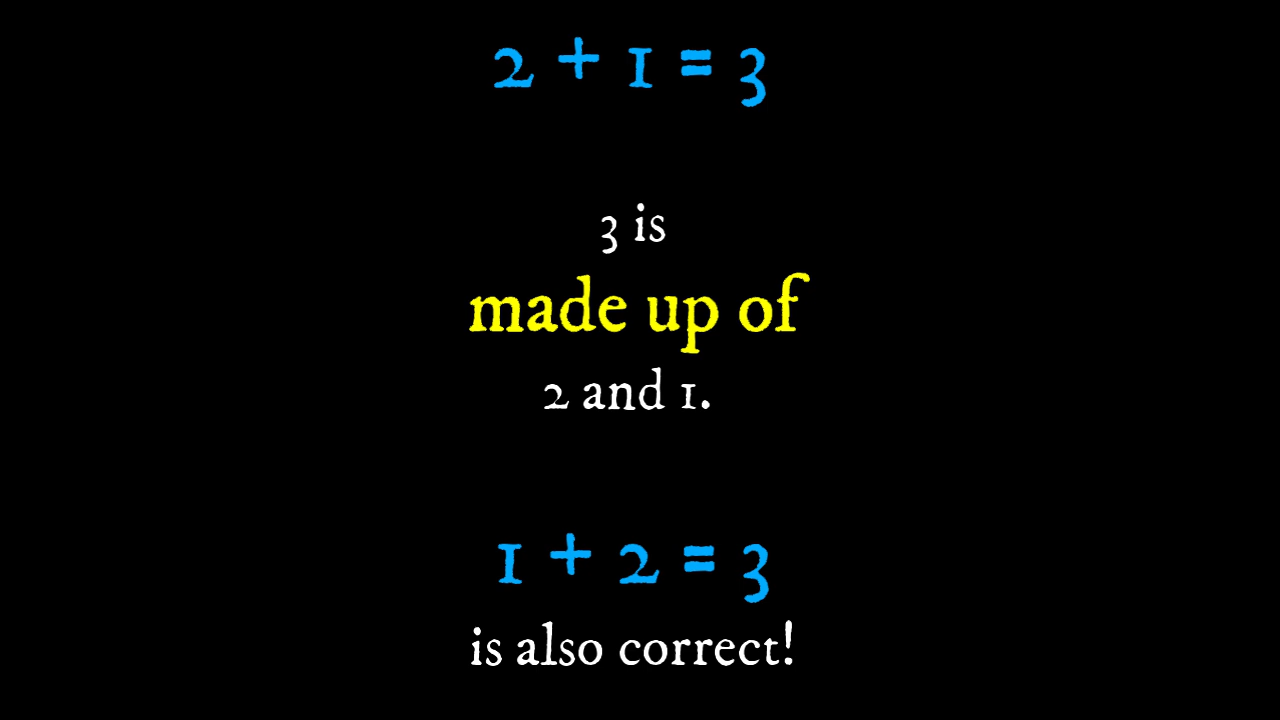 2 + 1 = 3
3 is
made up of
2 and 1.
1 + 2 = 3
is also correct!